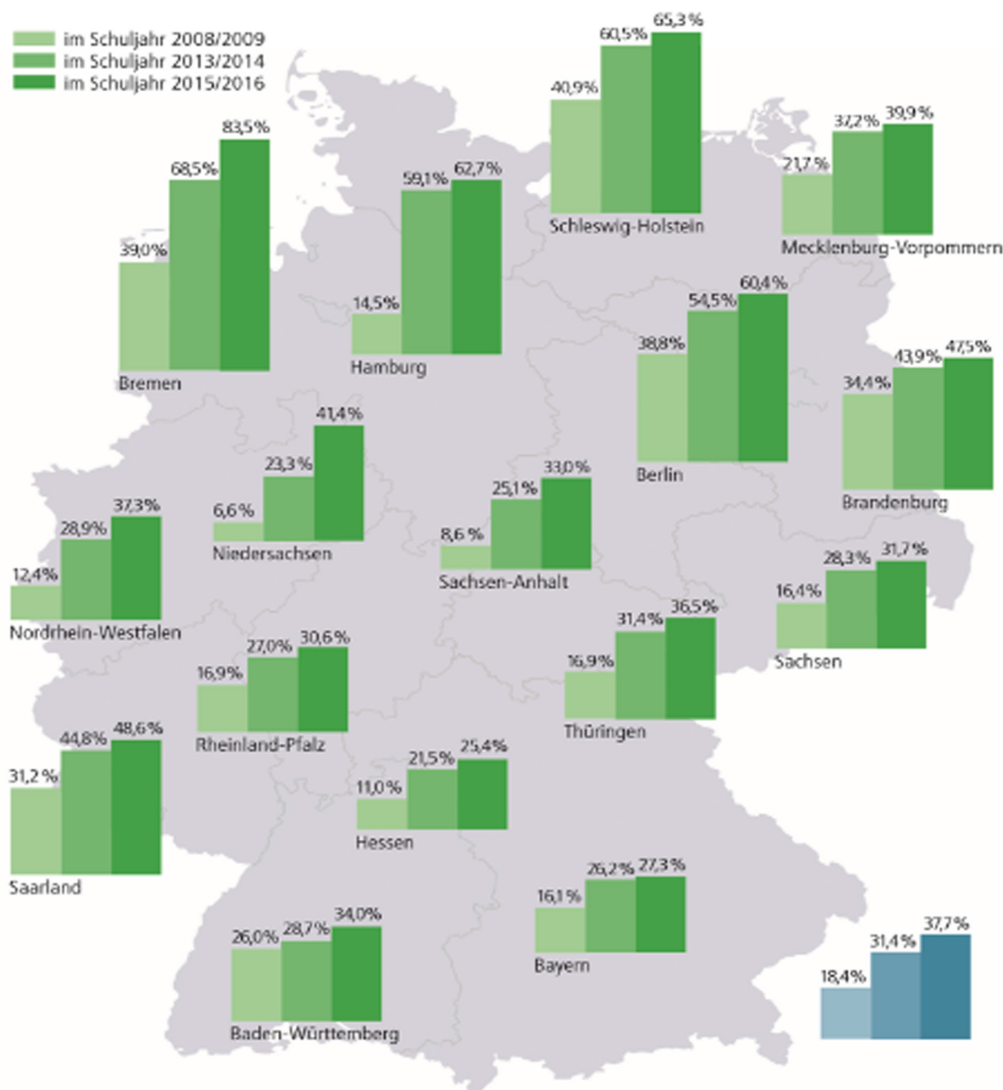 im Schuljahr 2008/2009
im Schuljahr 2013/2014
im Schuljahr 2015/2016
40,9%
60,5%
65,3%
Schleswig-Holstein
21,7%
37,2%
39,9%
Mecklenburg-Vorpommern
39,0%
68,5%
83,5%
Bremen
14,5%
59,1%
62,7%
Hamburg
38,8%
54,5%
60,4%
Berlin
34,4%
43,9%
47,5%
Brandenburg
6,6%
23,3%
41,4%
Niedersachsen
8,6%
25,1%
33,0%
Sachsen-Anhalt
12,4%
28,9%
37,3%
Nordrhein-Westfalen
16,4%
28,3%
31,7%
Sachsen
16,9%
27,0%
30,6%
Rheinland-Pfalz
16,9%
31,4%
36,5%
Thüringen
31,2%
44,8%
48,6%
Saarland
11,0%
21,5%
25,4%
Hessen
16,1%
26,2%
27,3%
Bayern
26,0%
28,7%
34,0%
Baden-Württemberg
18,4%
31,4%
37,7%